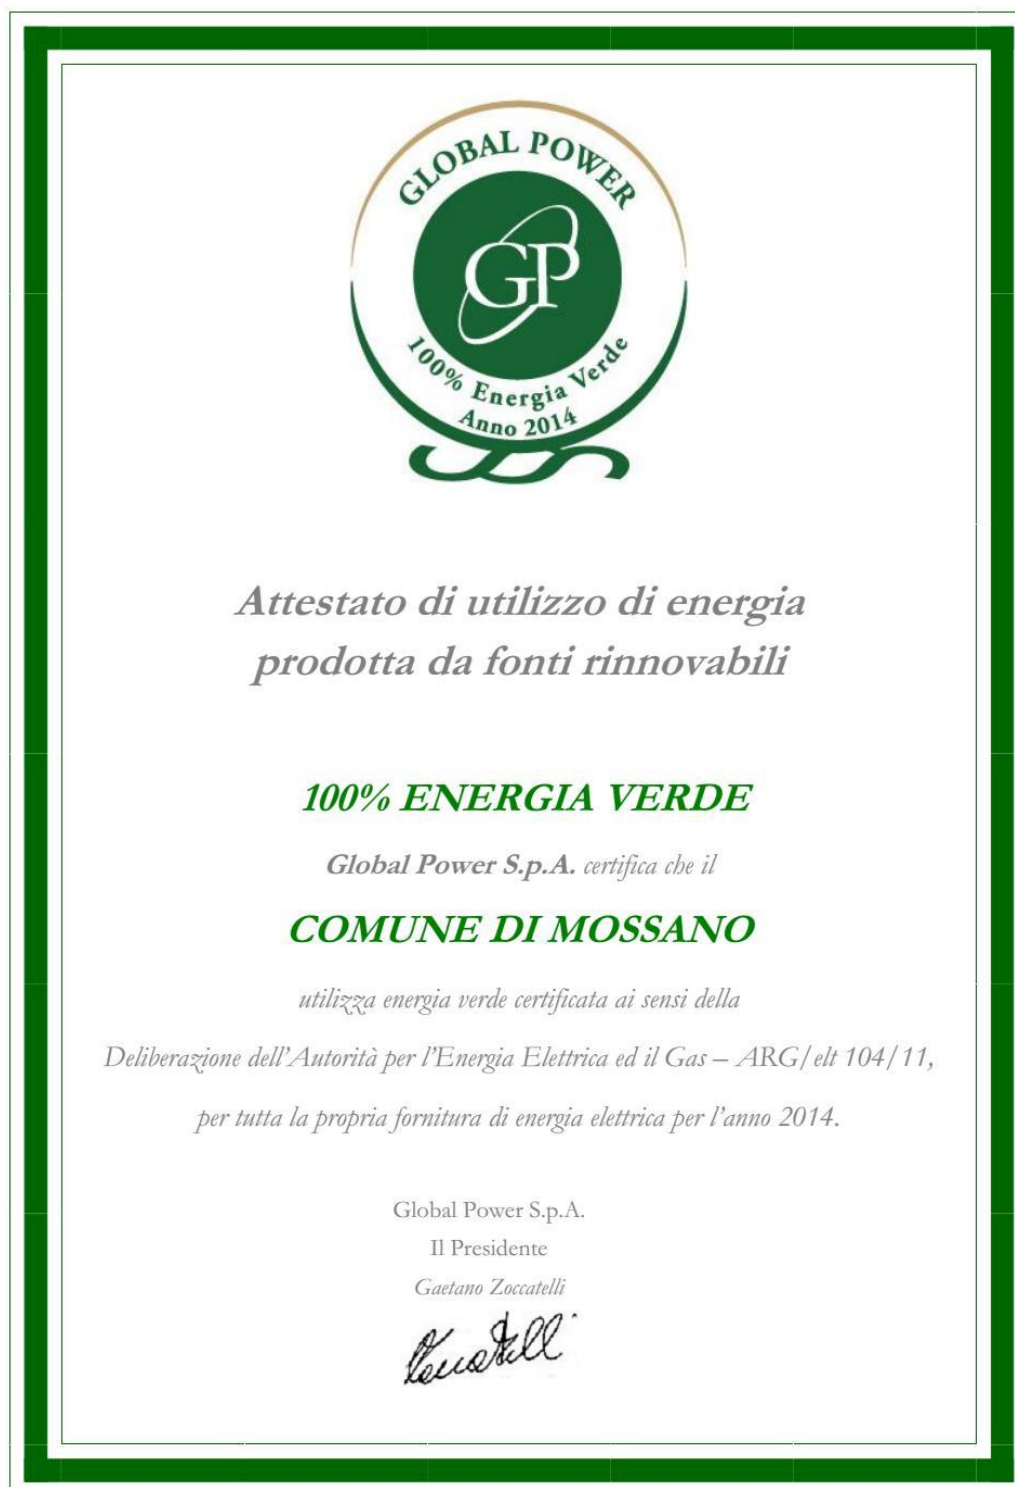 GLOBAL POWER
GP
100% Energia Verde
Anno 2014
Attestato di utilizzo di energia
prodotta da fonti rinnovabili
100% ENERGIA VERDE
Global Power S.p.A. certifica che il
COMUNE DI MOSSANO
utilizza energia verde certificata ai sensi della
Deliberazione dell'Autorità per l'Energia Elettrica ed il Gas – ARG/elt 104/11,
per tutta la propria fornitura di energia elettrica per l'anno 2014.
Global Power S.p.A.
Il Presidente
Gaetano Zoccatelli